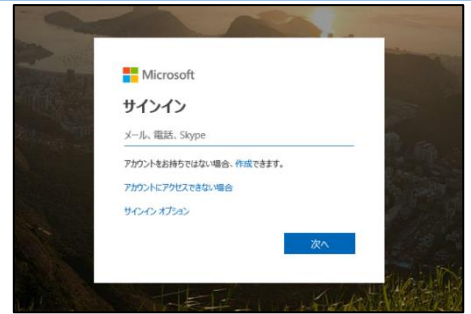 Microsoft
サインイン
メール、電話、Skype
アカウントをお持ちではない場合、作成できます。
アカウントにアクセスできない場合
サインイン オプション
次へ